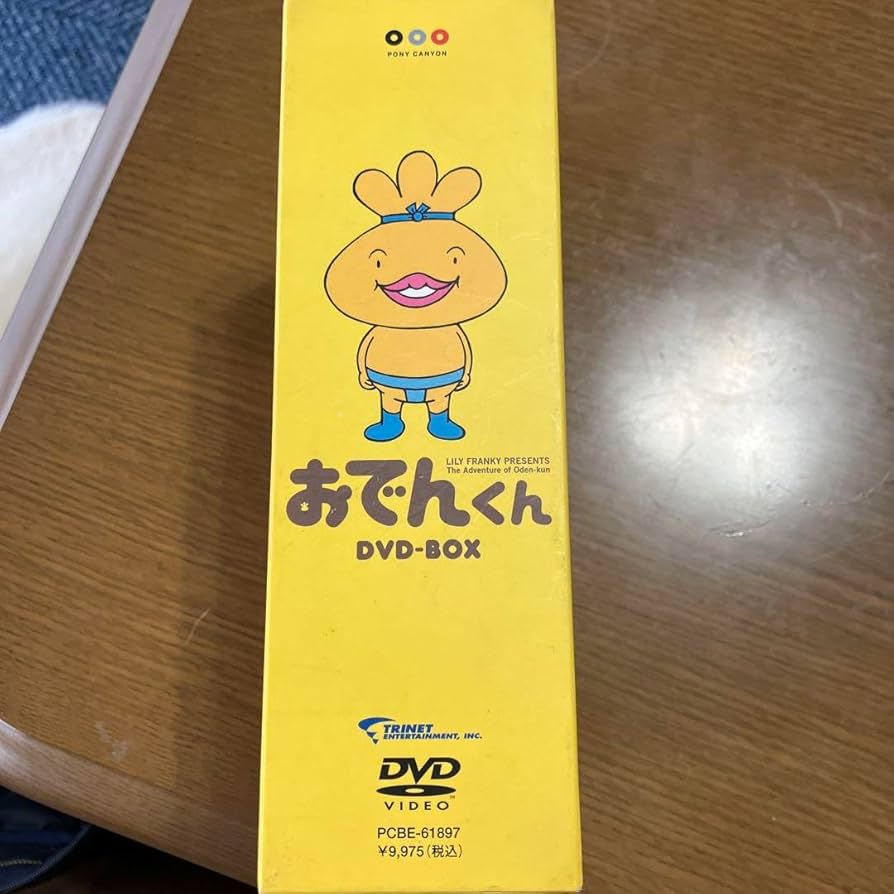 PONY CANYON
LILY FRANKY PRESENTS
The Adventure of Oden-kun
おでんくん
DVD-BOX
TRINET
ENTERTAINMENT, INC.
DVD
VIDEO
PCBE-61897
¥9,975(税込)